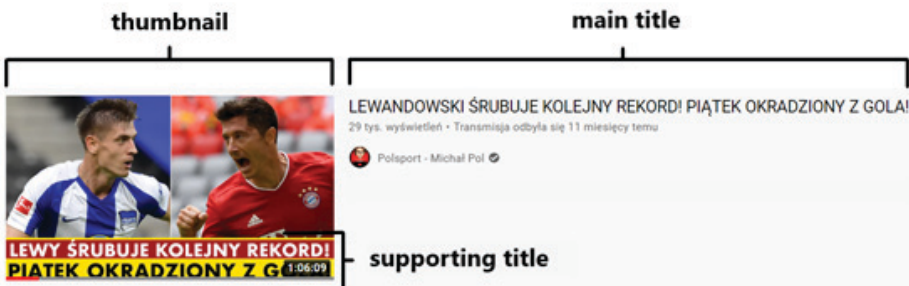 thumbnail
main title
LEWANDOWSKI ŚRUBUJE KOLEJNY REKORD! PIĄTEK OKRADZIONY Z GOLA!
29 tys. wyświetleń • Transmisja odbyła się 11 miesięcy temu
Polsport - Michał Pol
LEWY ŚRUBUJE KOLEJNY REKORD!
PIĄTEK OKRADZIONY Z GOLA!
1:06:09
supporting title